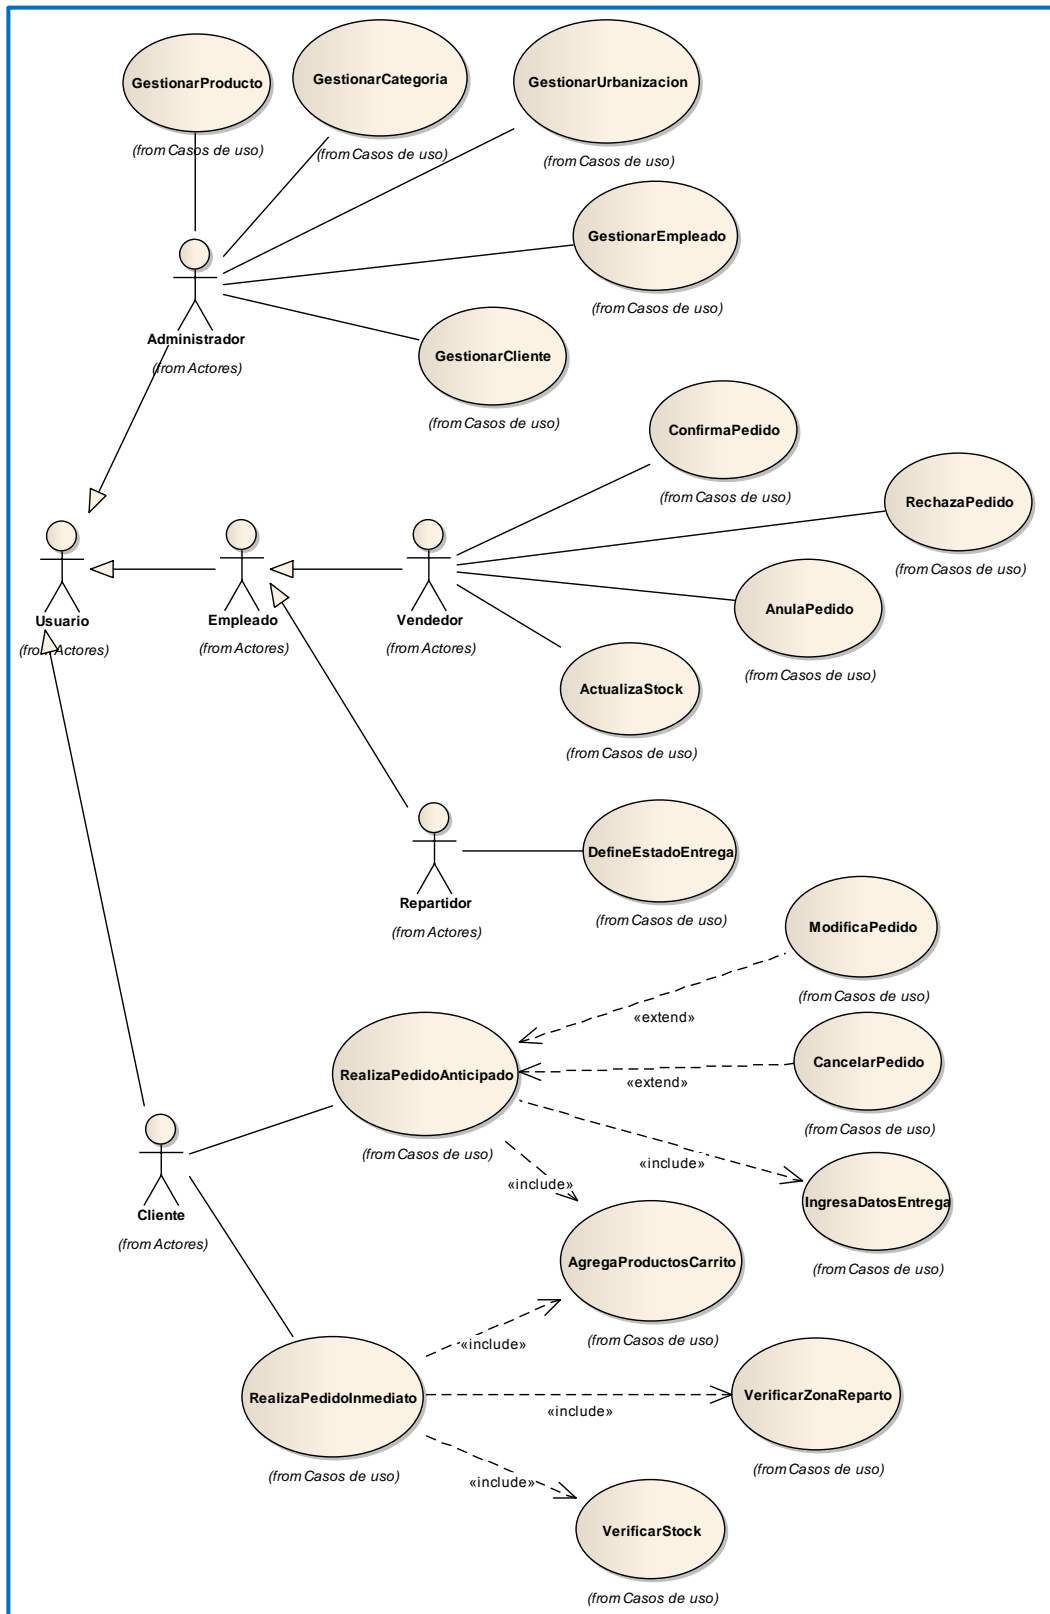 GestionarProducto
(from Casos de uso)
GestionarCategoria
(from Casos de uso)
GestionarUrbanizacion
(from Casos de uso)
GestionarEmpleado
(from Casos de uso)
Administrador
(from Actores)
GestionarCliente
(from Casos de uso)
ConfirmaPedido
(from Casos de uso)
RechazaPedido
(from Casos de uso)
Usuario
(from Actores)
Empleado
(from Actores)
Vendedor
(from Actores)
AnulaPedido
(from Casos de uso)
ActualizaStock
(from Casos de uso)
Repartidor
(from Actores)
DefineEstadoEntrega
(from Casos de uso)
ModificaPedido
(from Casos de uso)
«extend»
RealizaPedidoAnticipado
(from Casos de uso)
«extend»
CancelarPedido
(from Casos de uso)
«include»
«include»
IngresaDatosEntrega
(from Casos de uso)
Cliente
(from Actores)
AgregaProductosCarrito
(from Casos de uso)
«include»
RealizaPedidoInmediato
(from Casos de uso)
«include»
VerificarZonaReparto
(from Casos de uso)
«include»
VerificarStock
(from Casos de uso)